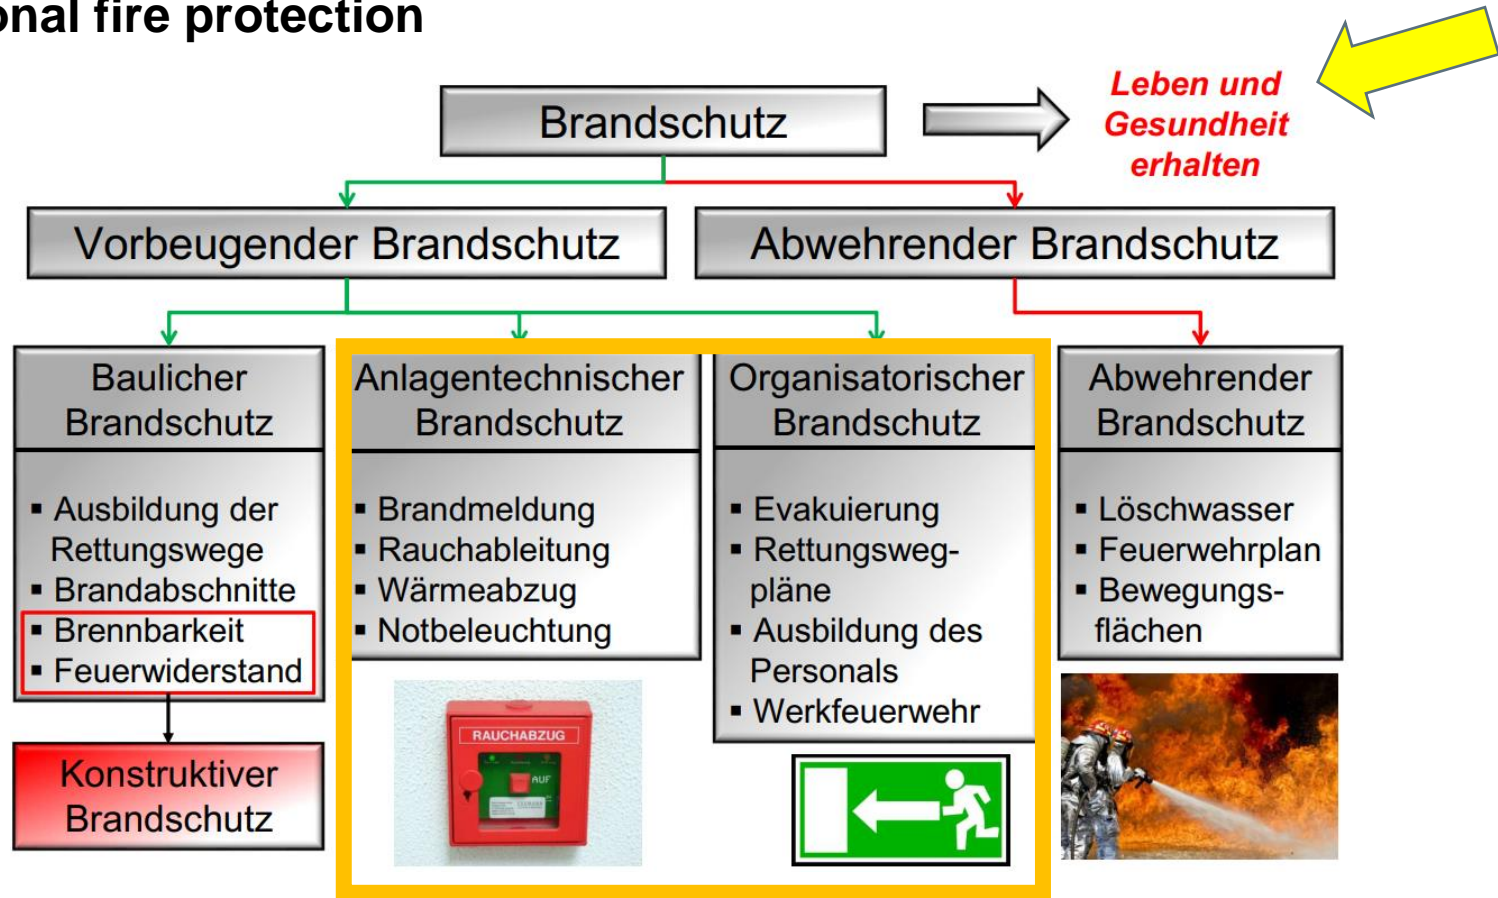 onal fire protection
Leben und
Gesundheit
erhalten
Brandschutz
Vorbeugender Brandschutz
Abwehrender Brandschutz
Baulicher
Brandschutz
▪ Ausbildung der
Rettungswege
▪ Brandabschnitte
▪ Brennbarkeit
▪ Feuerwiderstand
Konstruktiver
Brandschutz
Anlagentechnischer
Brandschutz
▪ Brandmeldung
▪ Rauchableitung
▪ Wärmeabzug
▪ Notbeleuchtung
RAUCHABZUG
AUF
Organisatorischer
Brandschutz
▪ Evakuierung
▪ Rettungsweg-
pläne
▪ Ausbildung des
Personals
▪ Werkfeuerwehr
Abwehrender
Brandschutz
▪ Löschwasser
▪ Feuerwehrplan
▪ Bewegungs-
flächen